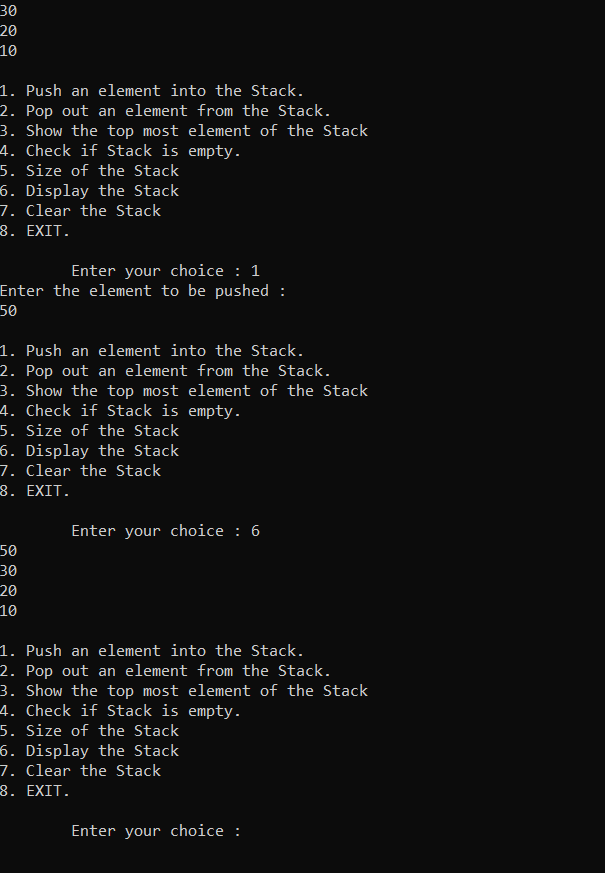 30
20
10
1. Push an element into the Stack.
2. Pop out an element from the Stack.
3. Show the top most element of the Stack
4. Check if Stack is empty.
5. Size of the Stack
6. Display the Stack
7. Clear the Stack
8. EXIT.
Enter your choice : 1
Enter the element to be pushed :
50
1. Push an element into the Stack.
2. Pop out an element from the Stack.
3. Show the top most element of the Stack
4. Check if Stack is empty.
5. Size of the Stack
6. Display the Stack
7. Clear the Stack
8. EXIT.
Enter your choice : 6
50
30
20
10
1. Push an element into the Stack.
2. Pop out an element from the Stack.
3. Show the top most element of the Stack
4. Check if Stack is empty.
5. Size of the Stack
6. Display the Stack
7. Clear the Stack
8. EXIT.
Enter your choice :